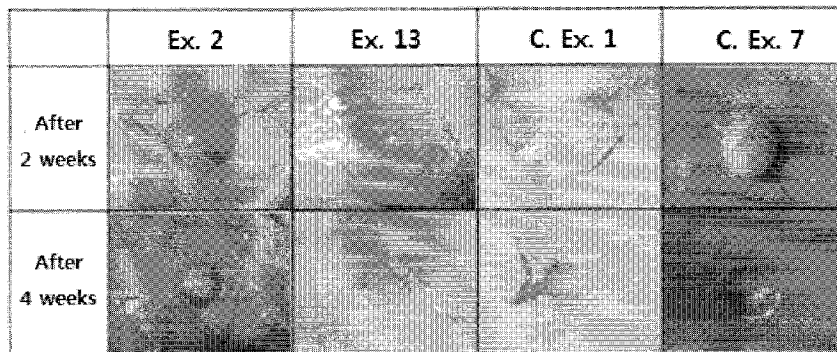 Ex. 2 Ex. 13 C. Ex. 1 C. Ex. 7
After
2 weeks
After
4 weeks